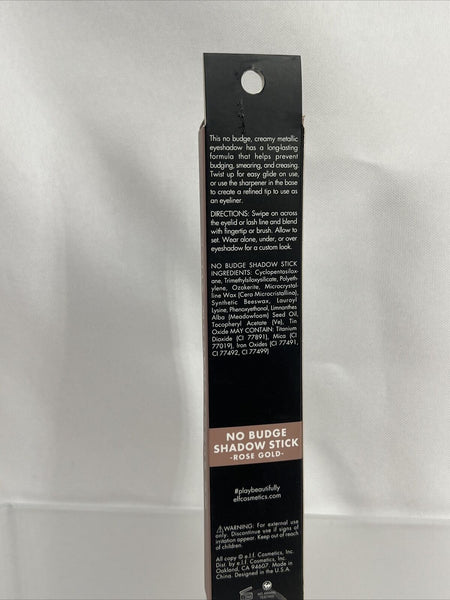 This no budge, creamy metallic
eyeshadow has a long-lasting
formula that helps prevent
budging, smearing, and creasing.
Twist up for easy glide on use,
or use the sharpener in the base
to create a refined tip to use as
an eyeliner.
DIRECTIONS: Swipe on across
the eyelid or lash line and blend
with fingertip or brush. Allow to
set. Wear alone, under, or over
eyeshadow for a custom look.
NO BUDGE SHADOW STICK
INGREDIENTS: Cyclopentasilox-
ane, Trimethylsiloxysilicate, Polyeth-
ylene, Ozokerite, Microcrystal-
line Wax (Cera Microcristallina),
Synthetic Beeswax, Lauroyl
Lysine, Phenoxyethanol, Limnanthes
Alba (Meadowfoam) Seed Oil,
Tocopheryl Acetate (Ve), Tin
Oxide MAY CONTAIN: Titanium
Dioxide (CI 77891), Mica (CI
77019), Iron Oxides (CI 77491,
CI 77492, CI 77499)
NO BUDGE
SHADOW STICK
-ROSE GOLD-
#playbeautifully
elfcosmetics.com
⚠WARNING: For external use
only. Discontinue use if signs of
irritation appear. Keep out of reach
of children.
All copy © e.l.f. Cosmetics, Inc.
Dist. by e.l.f. Cosmetics, Inc.
Oakland, CA 94607. Made in
China. Designed in the U.S.A.